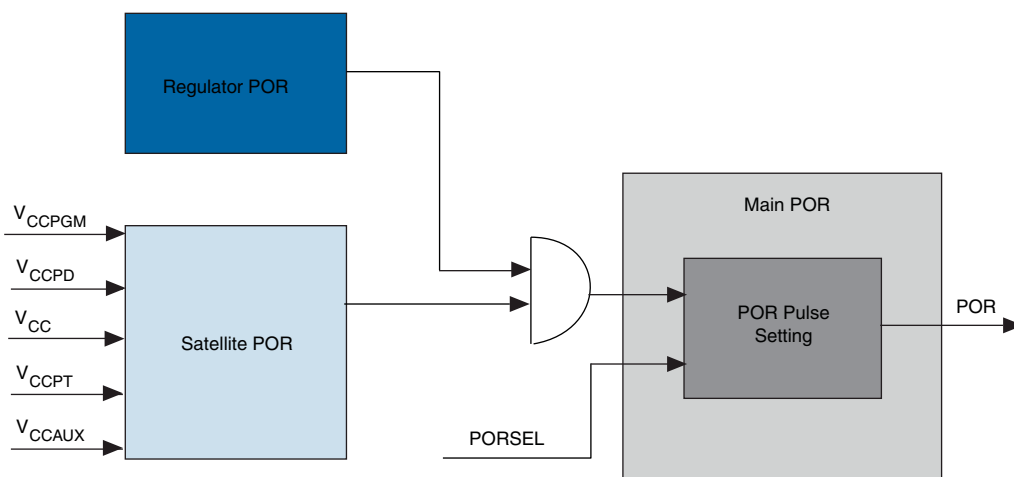 Regulator POR
VCCPGM
VCCPD
VCC
VCCPT
VCCAUX
Satellite POR
PORSEL
Main POR
POR Pulse
Setting
POR